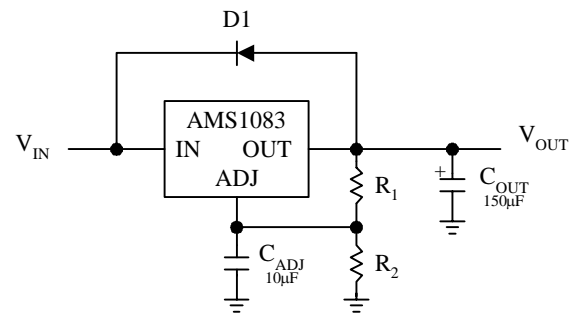 D1
AMS1083
V_IN
IN OUT
ADJ
V_OUT
R_1
+
C_OUT
150µF
C_ADJ
10µF
R_2